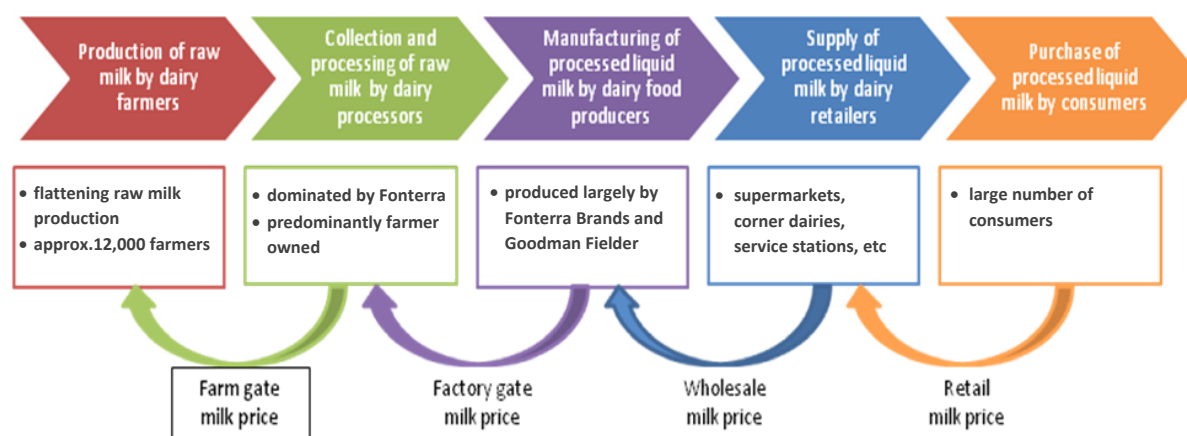 Production of raw
milk by dairy
farmers
Collection and
processing of raw
milk by dairy
processors
Manufacturing of
processed liquid
milk by dairy food
producers
Supply of
processed liquid
milk by dairy
retailers
Purchase of
processed liquid
milk by consumers
• flattening raw milk
production
• approx.12,000 farmers
• dominated by Fonterra
• predominantly farmer
owned
• produced largely by
Fonterra Brands and
Goodman Fielder
• supermarkets,
corner dairies,
service stations, etc
• large number of
consumers
Farm gate
milk price
Factory gate
milk price
Wholesale
milk price
Retail
milk price